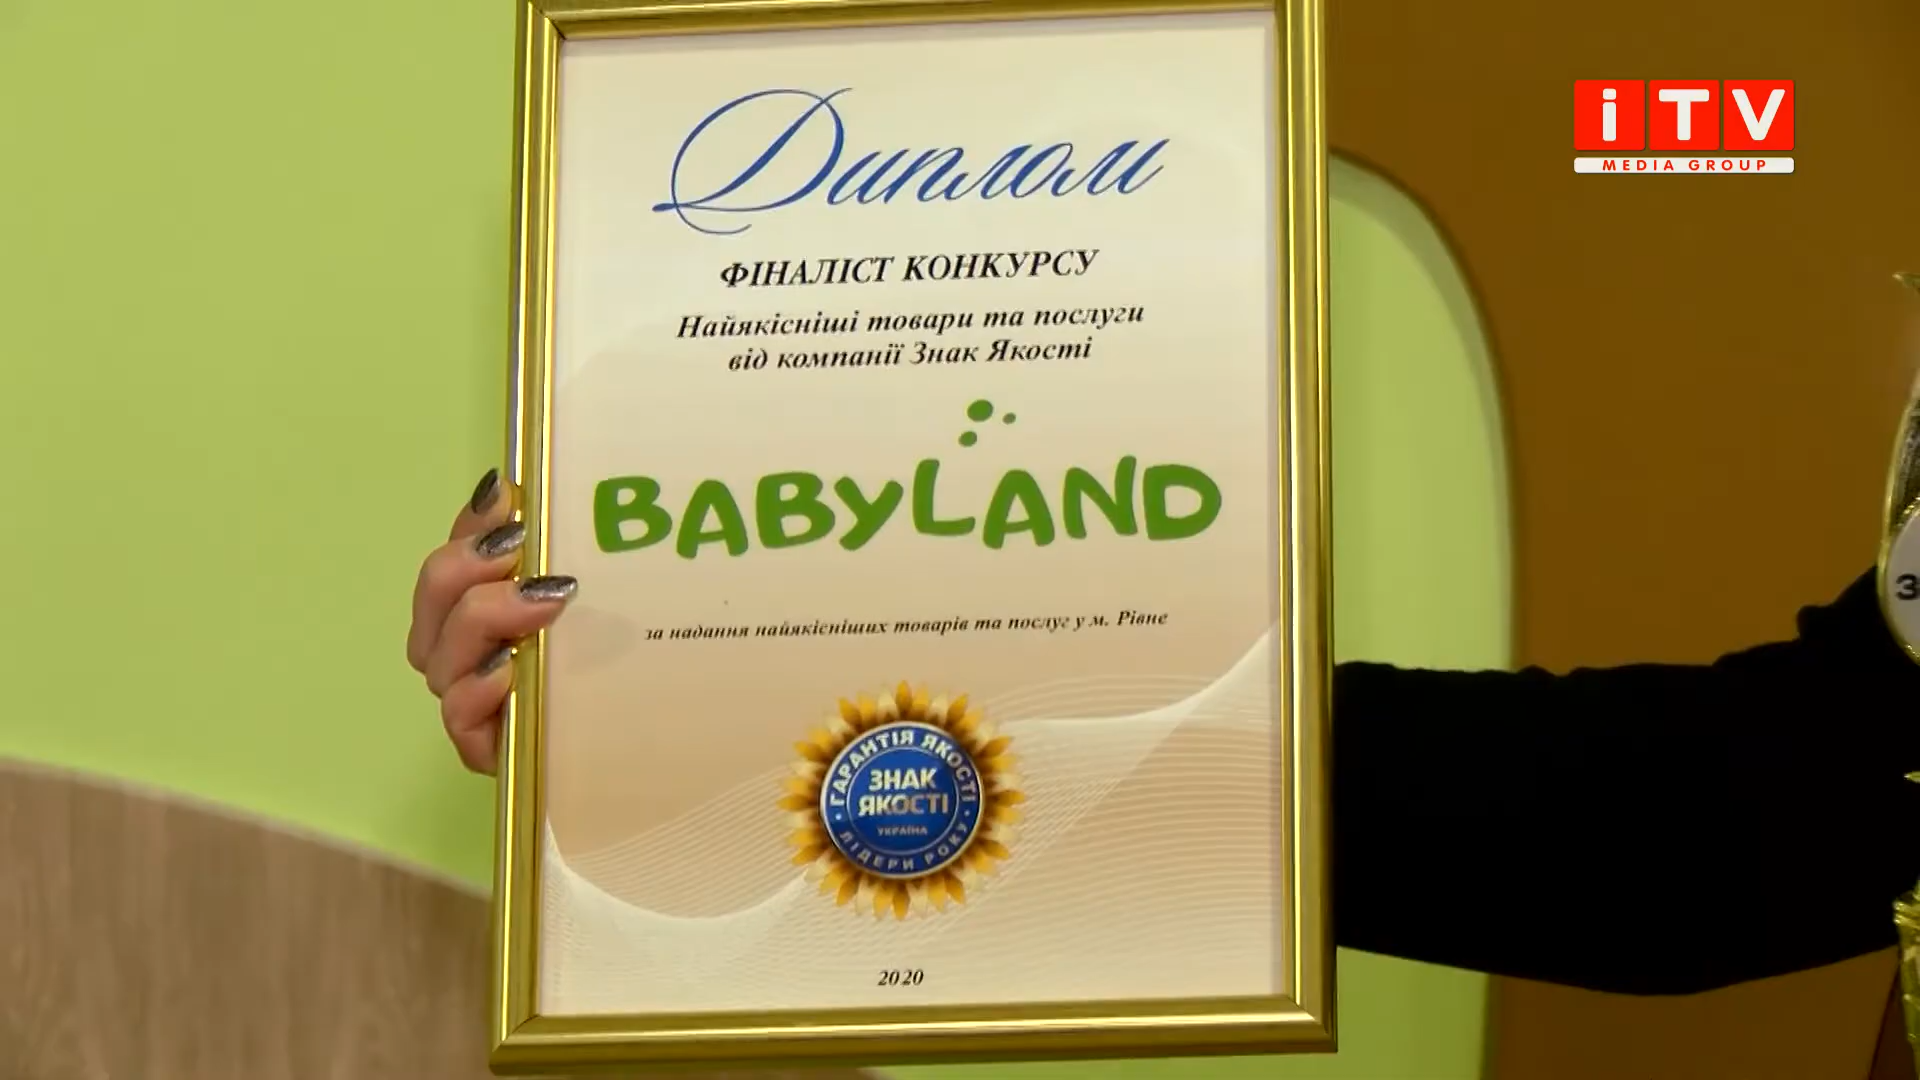 Диплом
ФІНАЛІСТ КОНКУРСУ
Найякісніші товари та послуги
від компанії Знак Якості
BABYLAND
за надання найякісніших товарів та послуг у м. Рівне
ГАРАНТІЯ ЯКОСТІ
ЗНАК
ЯКОСТІ
УКРАЇНА
ЛІДЕРИ РОКУ
2020
iTV
MEDIA GROUP